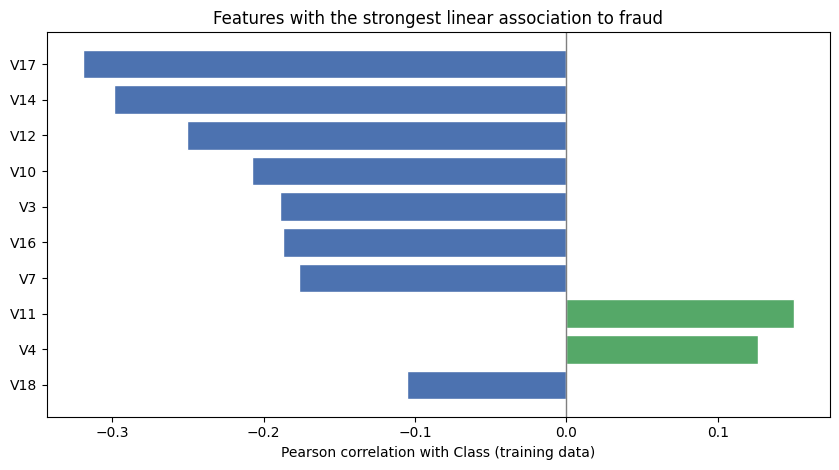 Features with the strongest linear association to fraud
V17
V14
V12
V10
V3
V16
V7
V11
V4
V18
−0.3 −0.2 −0.1 0.0 0.1
Pearson correlation with Class (training data)